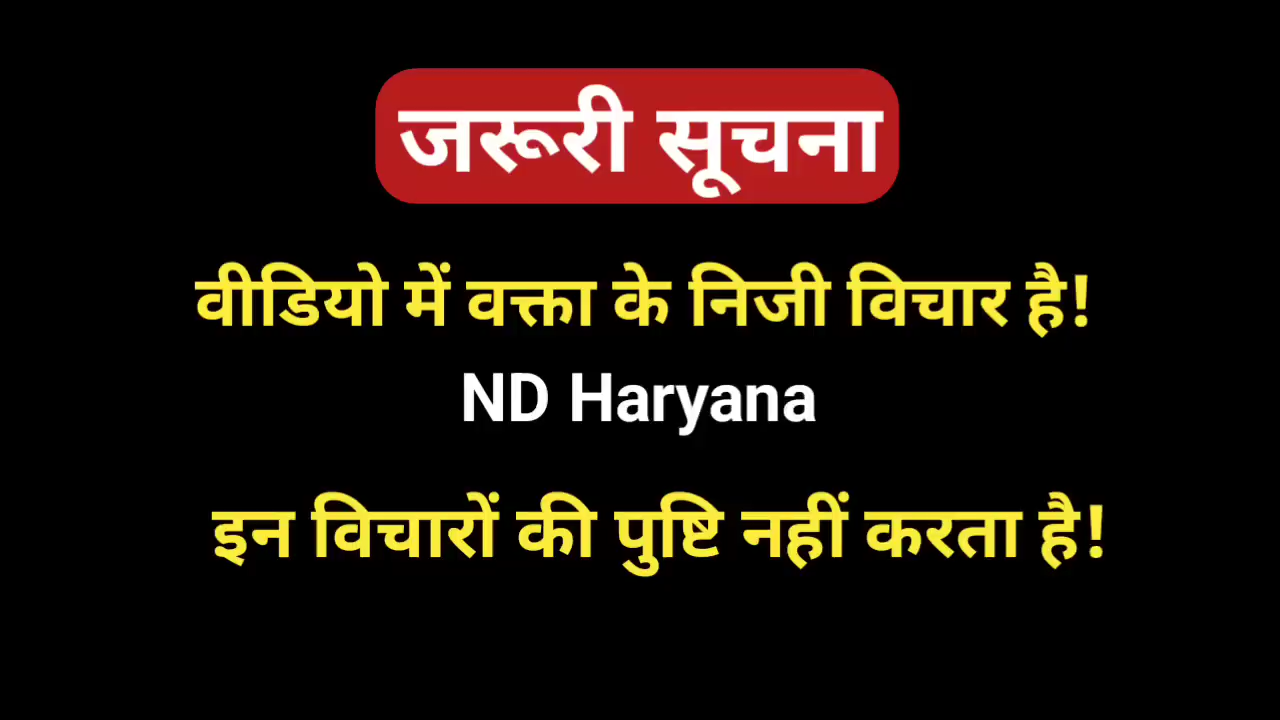 जरूरी सूचना
वीडियो में वक्ता के निजी विचार है!
ND Haryana
इन विचारों की पुष्टि नहीं करता है!